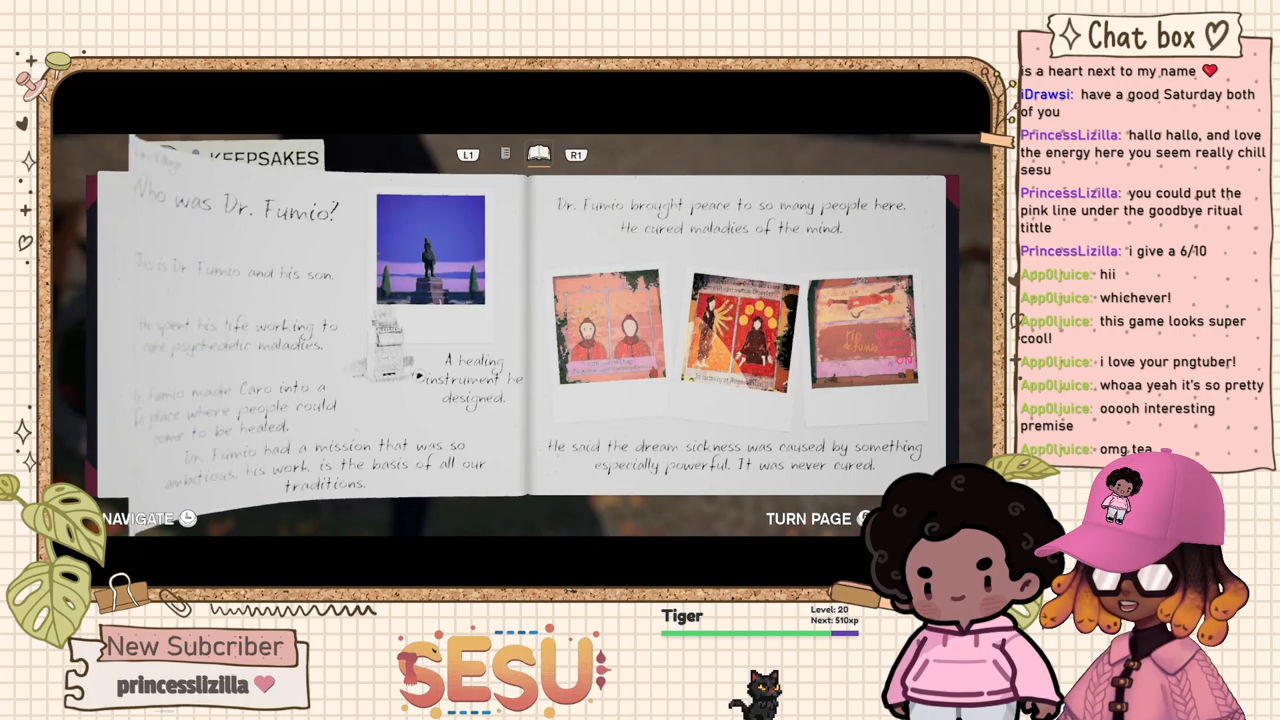 Chat box
is a heart next to my name
iDrawsi: have a good Saturday both
of you
PrincessLizilla: hallo hallo, and love
the energy here you seem really chill
sesu
PrincessLizilla: you could put the
pink line under the goodbye ritual
tittle
PrincessLizilla: i give a 6/10
App0ljuice: hii
App0ljuice: whichever!
App0ljuice: this game looks super
cool!
App0ljuice: i love your pngtuber!
App0ljuice: whoaa yeah it's so pretty
App0ljuice: ooooh interesting
premise
App0ljuice: omg tea
KEEPSAKES
L1
R1
Who was Dr. Fumio?
This is Dr Fumio and his son.
He spent his life working to
cure psychedelic maladies.
A healing
instrument he
designed.
Fumio made Caro into a
place where people could
come to be healed.
Dr. Fumio had a mission that was so
ambitious, his work is the basis of all our
traditions.
Dr. Fumio brought peace to so many people here.
He cured maladies of the mind.
He said the dream sickness was caused by something
especially powerful. It was never cured.
NAVIGATE
TURN PAGE
New Subcriber
princesslizilla
SESU
Tiger
Level: 20
Next: 510xp